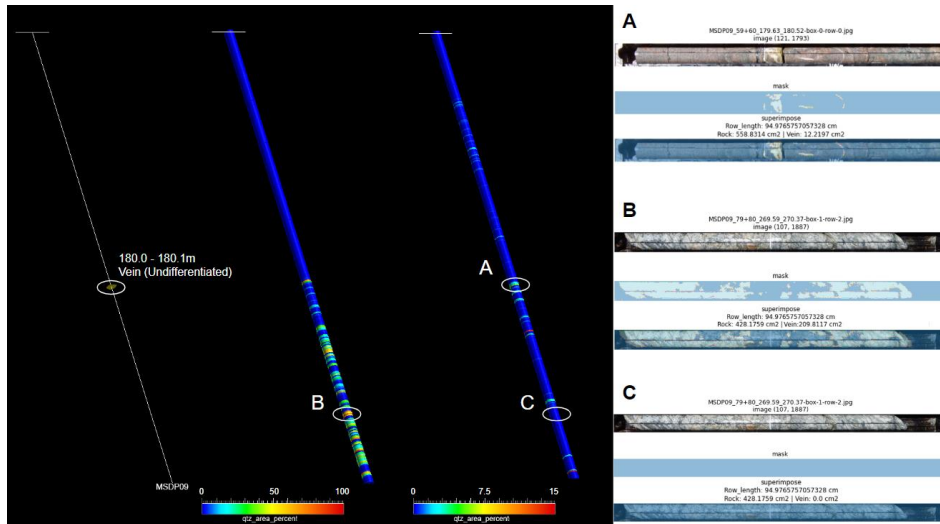 180.0 - 180.1m
Vein (Undifferentiated)
MSDP09
B
0
50
100
qtz_area_percent
A
C
0
7.5
15
qtz_area_percent
A
MSDP09_59+60_179.63_180.52-box-0-row-0.jpg
image (121, 1793)
mask
superimpose
Row_length: 94.9765757057328 cm
Rock: 558.8314 cm2 | Vein: 12.2197 cm2
B
MSDP09_79+80_269.59_270.37-box-1-row-2.jpg
image (107, 1887)
mask
superimpose
Row_length: 94.9765757057328 cm
Rock: 428.1759 cm2 | Vein:209.8117 cm2
C
MSDP09_79+80_269.59_270.37-box-1-row-2.jpg
image (107, 1887)
mask
superimpose
Row_length: 94.9765757057328 cm
Rock: 428.1759 cm2 | Vein: 0.0 cm2